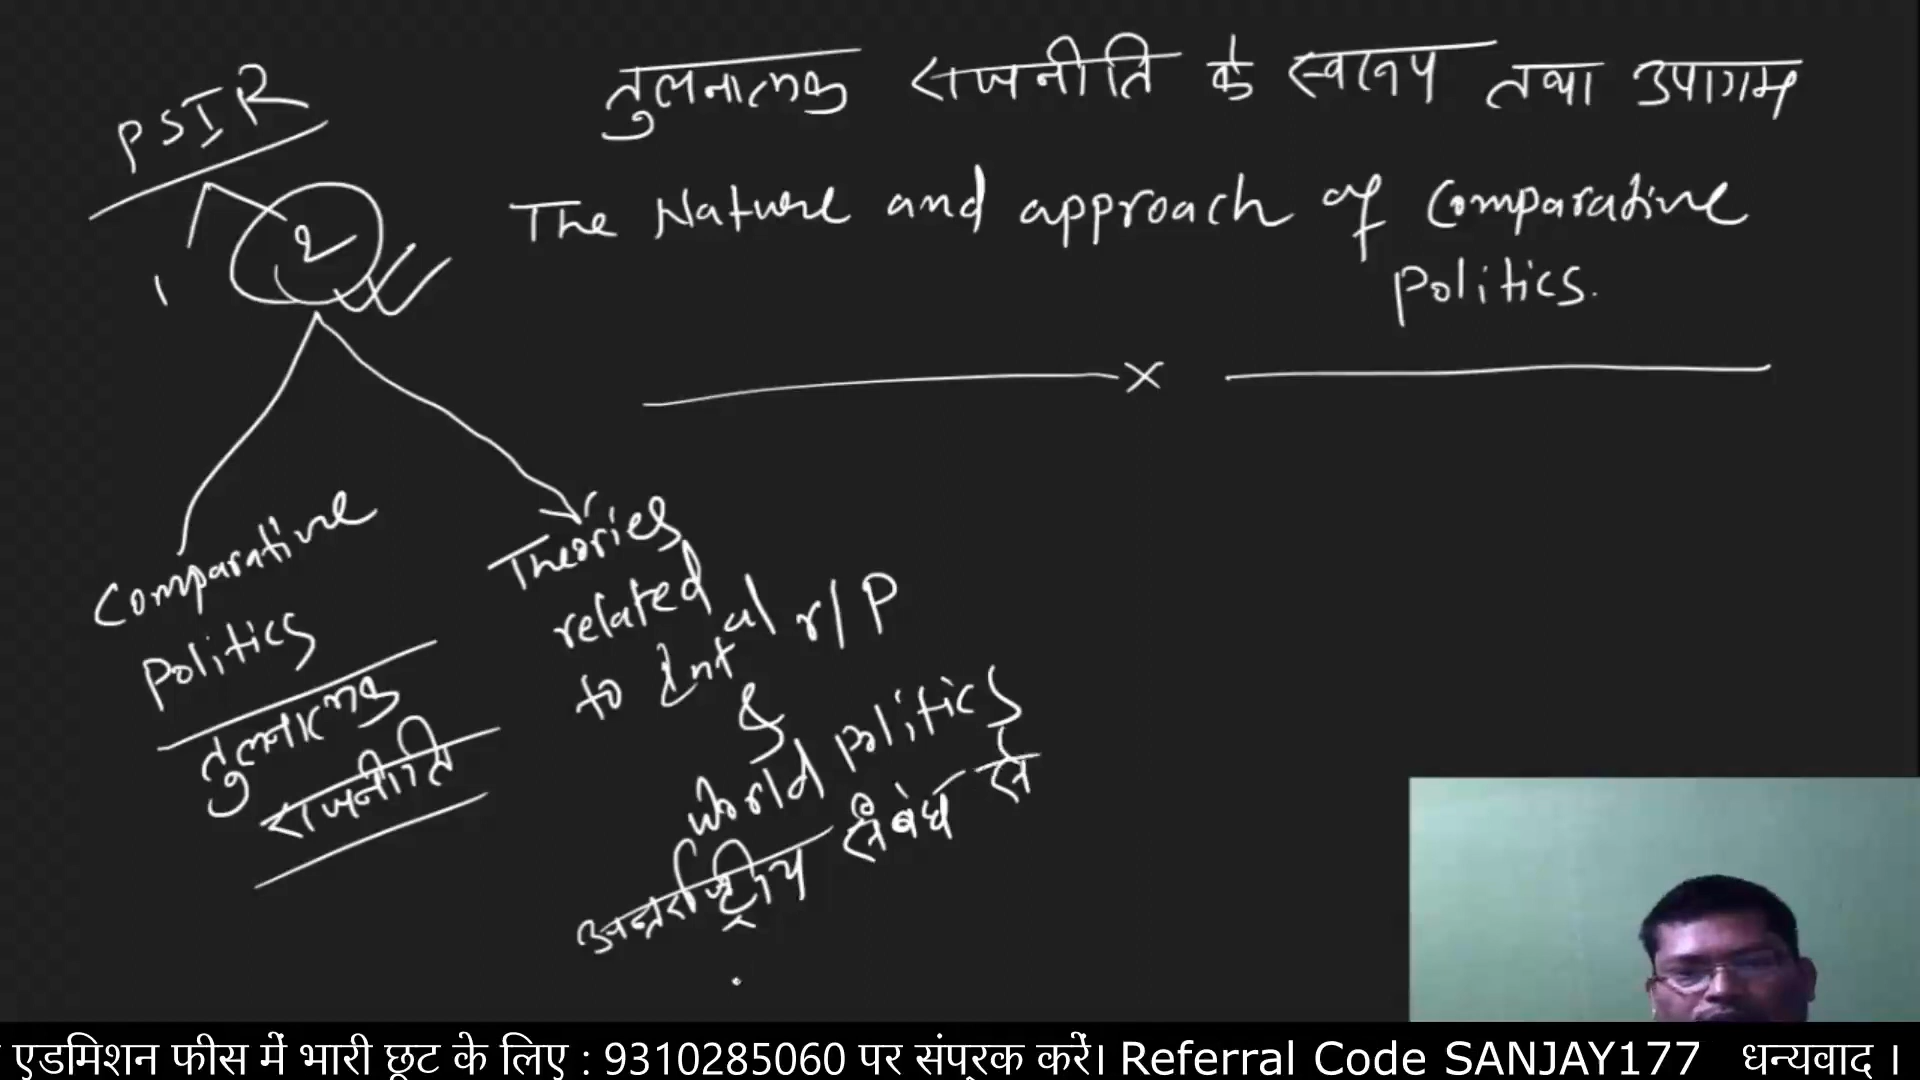 PSIR
1
2
तुलनात्मक राजनीति के स्वरूप तथा उपागम
The Nature and approach of Comparative
Politics.
X
Comparative
Politics
तुलनात्मक
राजनीति
Theories
related
to Intal r/P
&
World politics
अन्तर्राष्ट्रीय संबंध से
एडमिशन फीस में भारी छूट के लिए : 9310285060 पर संपर्क करें। Referral Code SANJAY177 धन्यवाद ।